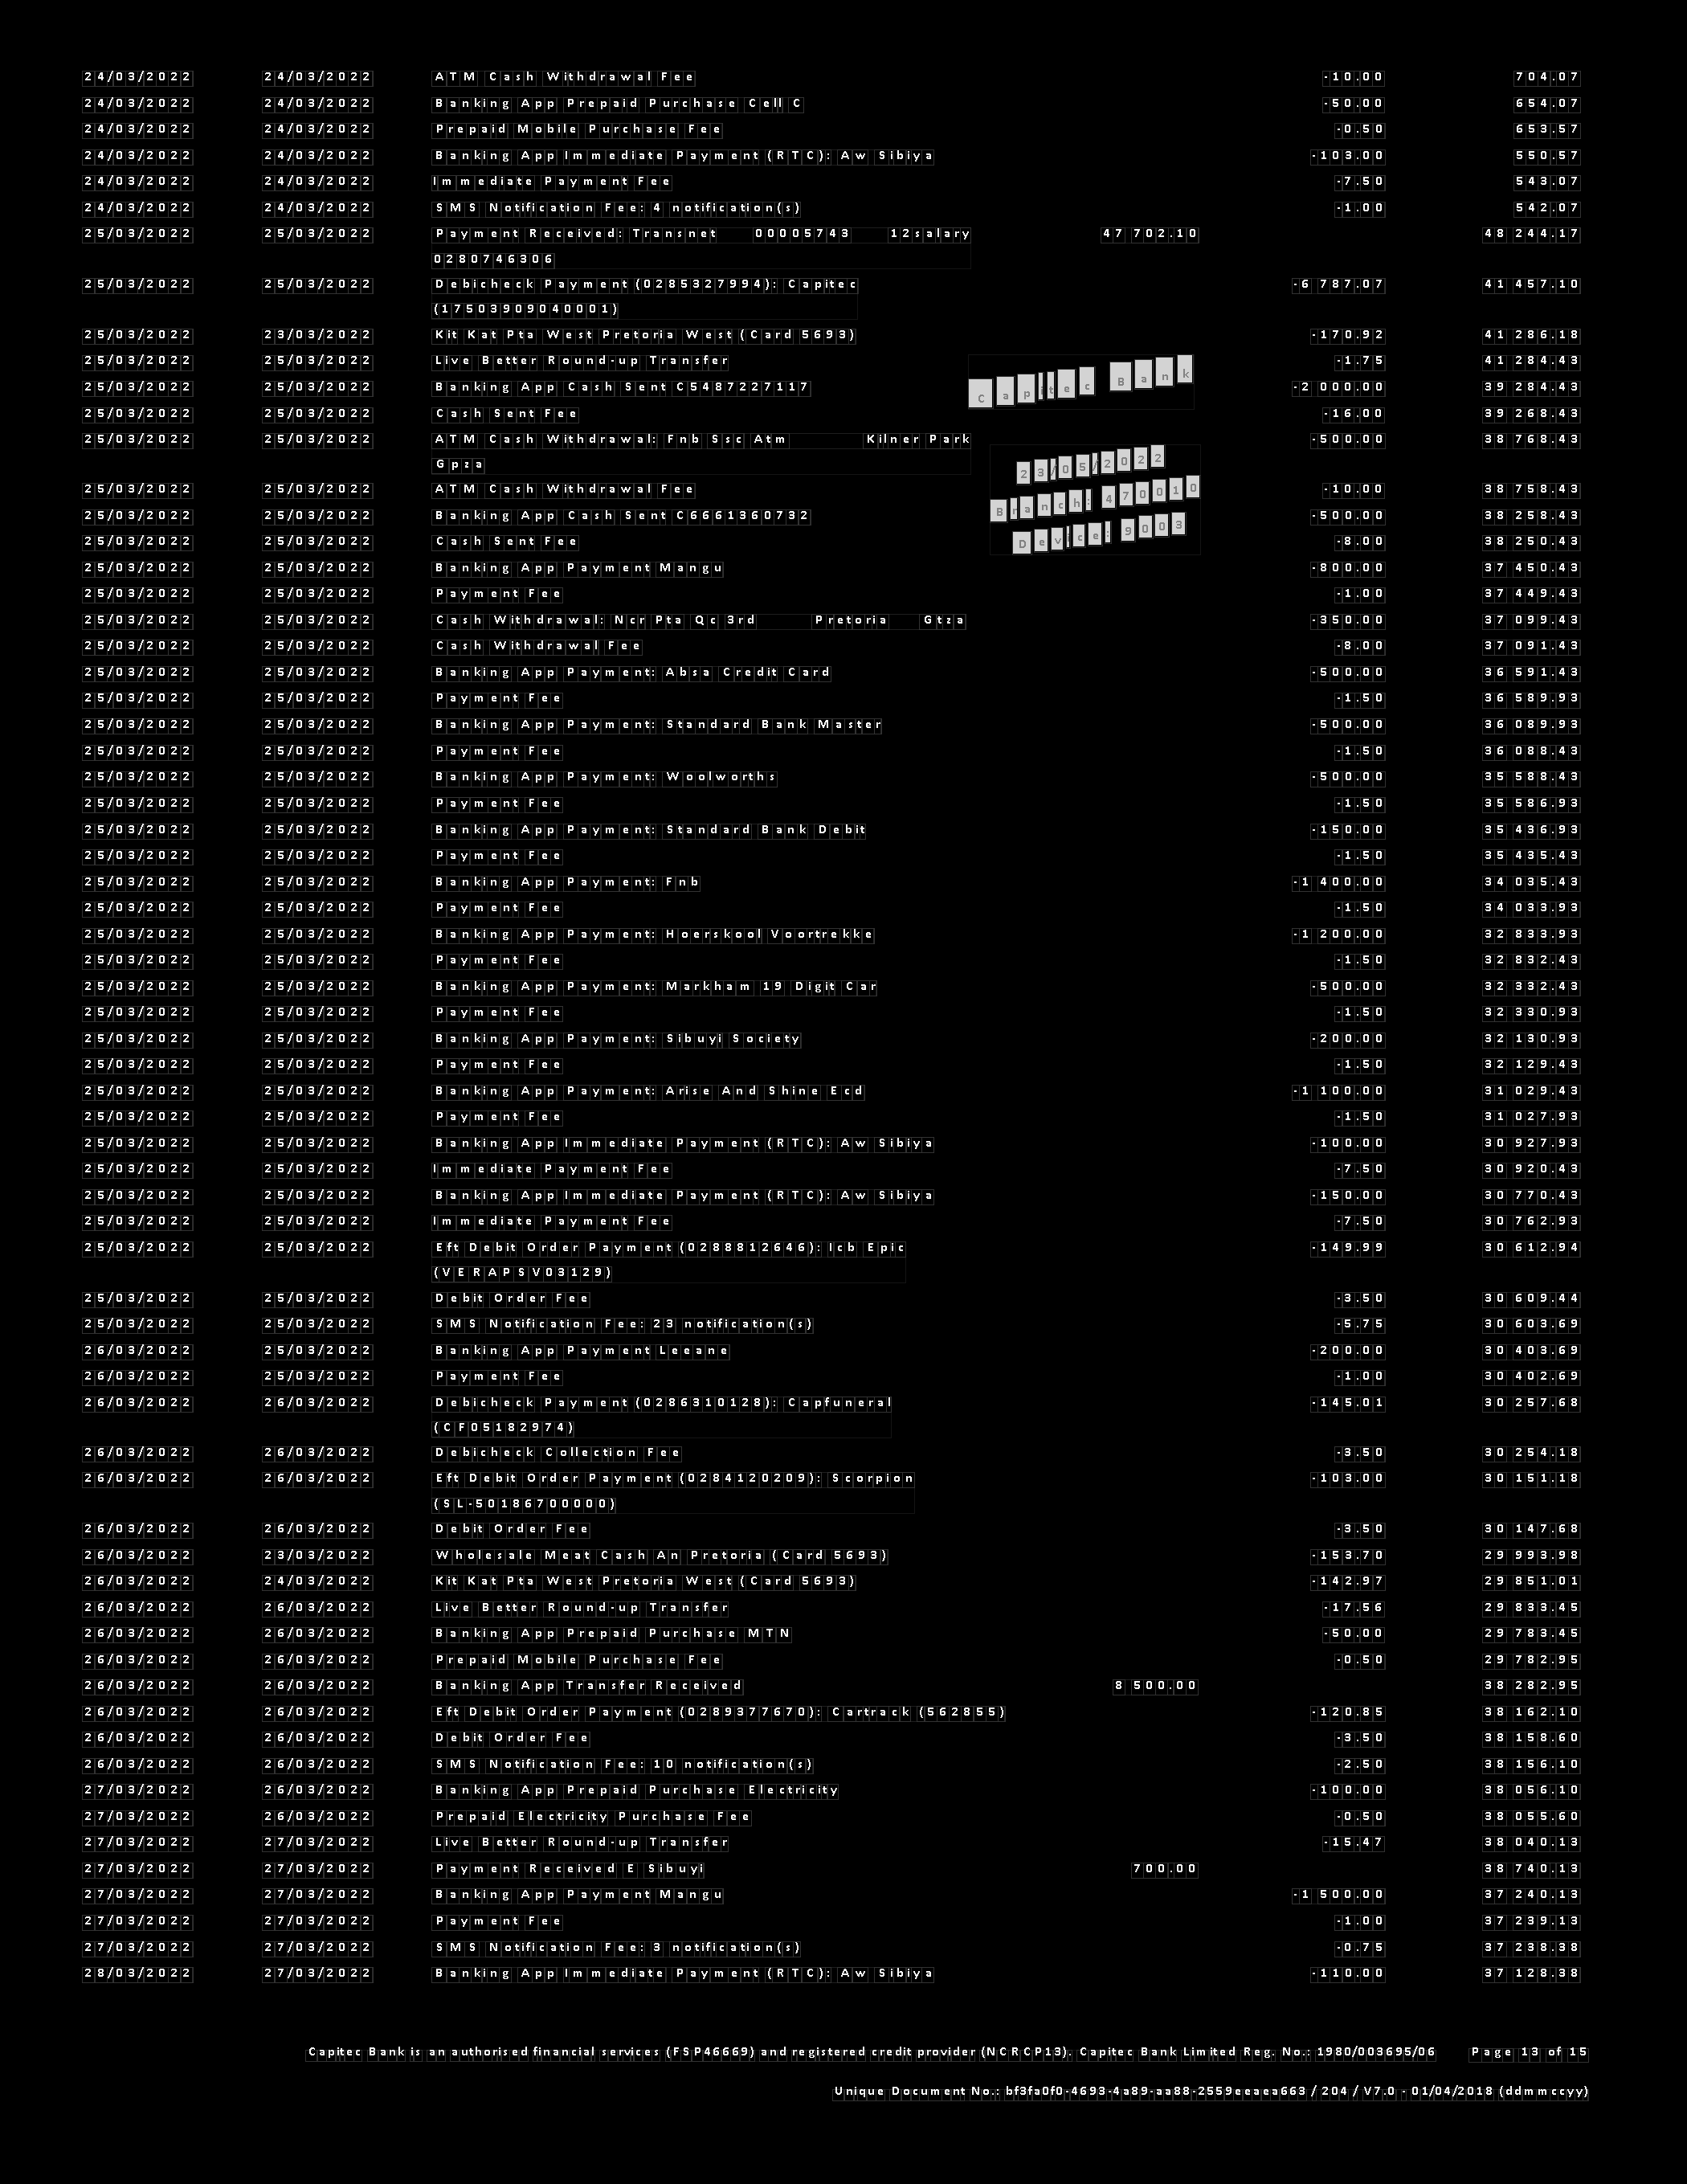 24/03/2022 24/03/2022 ATM Cash Withdrawal Fee -10.00 704.07
24/03/2022 24/03/2022 Banking App Prepaid Purchase Cell C -50.00 654.07
24/03/2022 24/03/2022 Prepaid Mobile Purchase Fee -0.50 653.57
24/03/2022 24/03/2022 Banking App Immediate Payment (RTC): Aw Sibiya -103.00 550.57
24/03/2022 24/03/2022 Immediate Payment Fee -7.50 543.07
24/03/2022 24/03/2022 SMS Notification Fee: 4 notification(s) -1.00 542.07
25/03/2022 25/03/2022 Payment Received: Transnet 00005743 12salary 47 702.10 48 244.17
0280746306
25/03/2022 25/03/2022 Debicheck Payment (0285327994): Capitec -6 787.07 41 457.10
(17503909040001)
25/03/2022 23/03/2022 Kit Kat Pta West Pretoria West (Card 5693) -170.92 41 286.18
25/03/2022 25/03/2022 Live Better Round-up Transfer -1.75 41 284.43
Capitec Bank
25/03/2022 25/03/2022 Banking App Cash Sent C5487227117 -2 000.00 39 284.43
25/03/2022 25/03/2022 Cash Sent Fee -16.00 39 268.43
25/03/2022 25/03/2022 ATM Cash Withdrawal: Fnb Ssc Atm Kilner Park -500.00 38 768.43
Gpza
23/05/2022
25/03/2022 25/03/2022 ATM Cash Withdrawal Fee -10.00 38 758.43
Branch: 470010
25/03/2022 25/03/2022 Banking App Cash Sent C6661360732 -500.00 38 258.43
25/03/2022 25/03/2022 Cash Sent Fee -8.00 38 250.43
Device: 9003
25/03/2022 25/03/2022 Banking App Payment Mangu -800.00 37 450.43
25/03/2022 25/03/2022 Payment Fee -1.00 37 449.43
25/03/2022 25/03/2022 Cash Withdrawal: Ncr Pta Qc 3rd Pretoria Gtza -350.00 37 099.43
25/03/2022 25/03/2022 Cash Withdrawal Fee -8.00 37 091.43
25/03/2022 25/03/2022 Banking App Payment: Absa Credit Card -500.00 36 591.43
25/03/2022 25/03/2022 Payment Fee -1.50 36 589.93
25/03/2022 25/03/2022 Banking App Payment: Standard Bank Master -500.00 36 089.93
25/03/2022 25/03/2022 Payment Fee -1.50 36 088.43
25/03/2022 25/03/2022 Banking App Payment: Woolworths -500.00 35 588.43
25/03/2022 25/03/2022 Payment Fee -1.50 35 586.93
25/03/2022 25/03/2022 Banking App Payment: Standard Bank Debit -150.00 35 436.93
25/03/2022 25/03/2022 Payment Fee -1.50 35 435.43
25/03/2022 25/03/2022 Banking App Payment: Fnb -1 400.00 34 035.43
25/03/2022 25/03/2022 Payment Fee -1.50 34 033.93
25/03/2022 25/03/2022 Banking App Payment: Hoerskool Voortrekke -1 200.00 32 833.93
25/03/2022 25/03/2022 Payment Fee -1.50 32 832.43
25/03/2022 25/03/2022 Banking App Payment: Markham 19 Digit Car -500.00 32 332.43
25/03/2022 25/03/2022 Payment Fee -1.50 32 330.93
25/03/2022 25/03/2022 Banking App Payment: Sibuyi Society -200.00 32 130.93
25/03/2022 25/03/2022 Payment Fee -1.50 32 129.43
25/03/2022 25/03/2022 Banking App Payment: Arise And Shine Ecd -1 100.00 31 029.43
25/03/2022 25/03/2022 Payment Fee -1.50 31 027.93
25/03/2022 25/03/2022 Banking App Immediate Payment (RTC): Aw Sibiya -100.00 30 927.93
25/03/2022 25/03/2022 Immediate Payment Fee -7.50 30 920.43
25/03/2022 25/03/2022 Banking App Immediate Payment (RTC): Aw Sibiya -150.00 30 770.43
25/03/2022 25/03/2022 Immediate Payment Fee -7.50 30 762.93
25/03/2022 25/03/2022 Eft Debit Order Payment (0288812646): Icb Epic -149.99 30 612.94
(VERAPSV03129)
25/03/2022 25/03/2022 Debit Order Fee -3.50 30 609.44
25/03/2022 25/03/2022 SMS Notification Fee: 23 notification(s) -5.75 30 603.69
26/03/2022 25/03/2022 Banking App Payment Leeane -200.00 30 403.69
26/03/2022 25/03/2022 Payment Fee -1.00 30 402.69
26/03/2022 26/03/2022 Debicheck Payment (0286310128): Capfuneral -145.01 30 257.68
(CF05182974)
26/03/2022 26/03/2022 Debicheck Collection Fee -3.50 30 254.18
26/03/2022 26/03/2022 Eft Debit Order Payment (0284120209): Scorpion -103.00 30 151.18
(SL-50186700000)
26/03/2022 26/03/2022 Debit Order Fee -3.50 30 147.68
26/03/2022 23/03/2022 Wholesale Meat Cash An Pretoria (Card 5693) -153.70 29 993.98
26/03/2022 24/03/2022 Kit Kat Pta West Pretoria West (Card 5693) -142.97 29 851.01
26/03/2022 26/03/2022 Live Better Round-up Transfer -17.56 29 833.45
26/03/2022 26/03/2022 Banking App Prepaid Purchase MTN -50.00 29 783.45
26/03/2022 26/03/2022 Prepaid Mobile Purchase Fee -0.50 29 782.95
26/03/2022 26/03/2022 Banking App Transfer Received 8 500.00 38 282.95
26/03/2022 26/03/2022 Eft Debit Order Payment (0289377670): Cartrack (562855) -120.85 38 162.10
26/03/2022 26/03/2022 Debit Order Fee -3.50 38 158.60
26/03/2022 26/03/2022 SMS Notification Fee: 10 notification(s) -2.50 38 156.10
27/03/2022 26/03/2022 Banking App Prepaid Purchase Electricity -100.00 38 056.10
27/03/2022 26/03/2022 Prepaid Electricity Purchase Fee -0.50 38 055.60
27/03/2022 27/03/2022 Live Better Round-up Transfer -15.47 38 040.13
27/03/2022 27/03/2022 Payment Received E Sibuyi 700.00 38 740.13
27/03/2022 27/03/2022 Banking App Payment Mangu -1 500.00 37 240.13
27/03/2022 27/03/2022 Payment Fee -1.00 37 239.13
27/03/2022 27/03/2022 SMS Notification Fee: 3 notification(s) -0.75 37 238.38
28/03/2022 27/03/2022 Banking App Immediate Payment (RTC): Aw Sibiya -110.00 37 128.38
Capitec Bank is an authorised financial services (FSP46669) and registered credit provider (NCRCP13). Capitec Bank Limited Reg. No.: 1980/003695/06 Page 13 of 15
Unique Document No.: bf3fa0f0-4693-4a89-aa88-2559eeaea663 / 204 / V7.0 - 01/04/2018 (ddmmccyy)